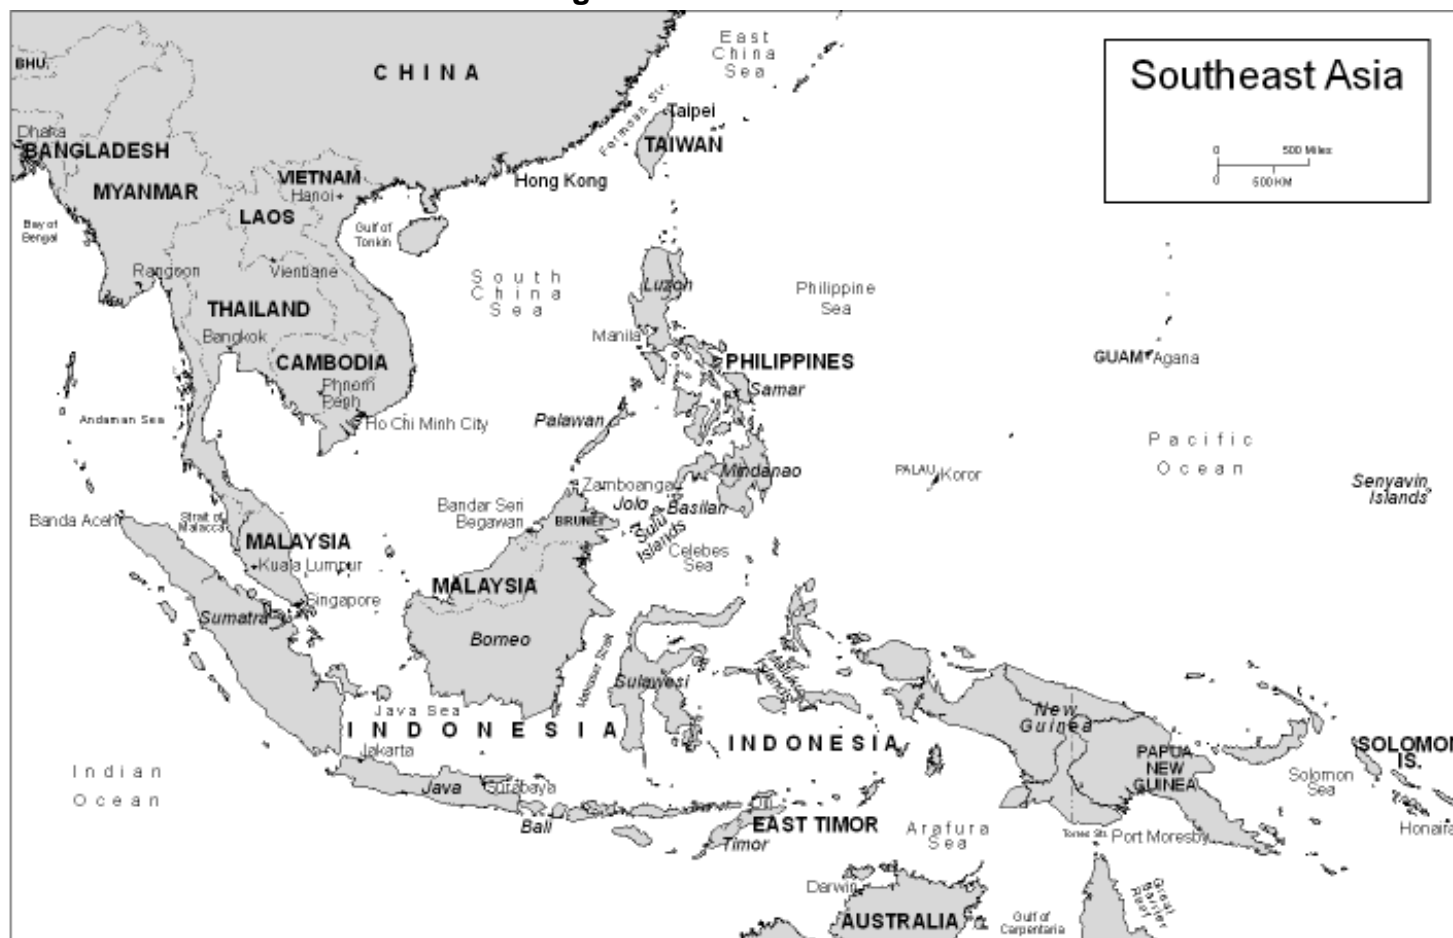 Southeast Asia
0 500 Miles
0 500 KM
East
China
Sea
CHINA
BHU.
Dhaka
BANGLADESH
MYANMAR
VIETNAM
Hanoi
LAOS
Hong Kong
Formosan Str.
Taipei
TAIWAN
Bay of
Bengal
Gulf of
Tonkin
Rangoon
Vientiane
THAILAND
Bangkok
CAMBODIA
Phnom
Penh
Ho Chi Minh City
Andaman Sea
South
China
Sea
Luzon
Manila
Philippine
Sea
PHILIPPINES
Samar
Palawan
GUAM
Agana
Pacific
Ocean
Mindanao
PALAU
Koror
Senyavin
Islands
Zamboanga
Jolo
Basilan
Sulu
Islands
Celebes
Sea
Bandar Seri
Begawan
BRUNEI
Banda Aceh
Strait of
Malacca
MALAYSIA
Kuala Lumpur
Singapore
MALAYSIA
Sumatra
Borneo
Sulawesi
Islands
Java Sea
INDONESIA
INDONESIA
New
Guinea
PAPUA
NEW
GUINEA
SOLOMON
IS.
Solomon
Sea
Honaira
Jakarta
Indian
Ocean
Java
Surabaya
Bali
Dili
EAST TIMOR
Timor
Arafura
Sea
Torres Sts.
Port Moresby
Darwin
AUSTRALIA
Gulf of
Carpentaria
Great
Barrier
Reef